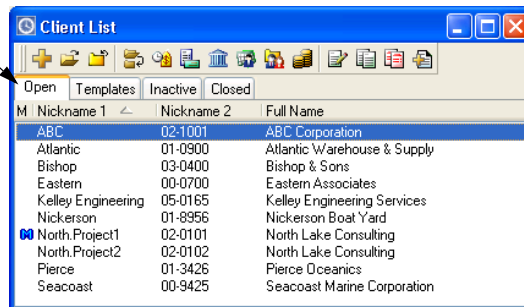 Client List
Open Templates Inactive Closed
M Nickname 1 Nickname 2 Full Name
ABC 02-1001 ABC Corporation
Atlantic 01-0900 Atlantic Warehouse & Supply
Bishop 03-0400 Bishop & Sons
Eastern 00-0700 Eastern Associates
Kelley Engineering 05-0165 Kelley Engineering Services
Nickerson 01-8956 Nickerson Boat Yard
M North.Project1 02-0101 North Lake Consulting
North.Project2 02-0102 North Lake Consulting
Pierce 01-3426 Pierce Oceanics
Seacoast 00-9425 Seacoast Marine Corporation